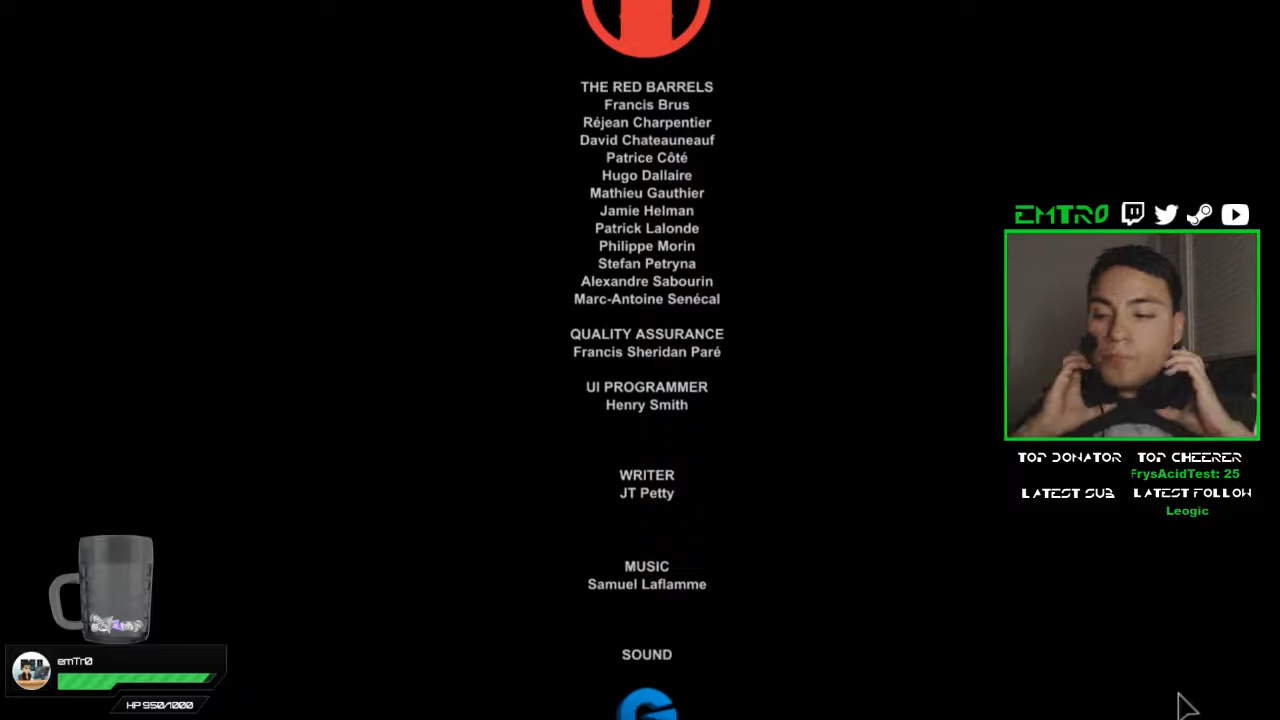 THE RED BARRELS
Francis Brus
Réjean Charpentier
David Chateauneuf
Patrice Côté
Hugo Dallaire
Mathieu Gauthier
Jamie Helman
Patrick Lalonde
Philippe Morin
Stefan Petryna
Alexandre Sabourin
Marc-Antoine Senécal
QUALITY ASSURANCE
Francis Sheridan Paré
UI PROGRAMMER
Henry Smith
WRITER
JT Petty
MUSIC
Samuel Laflamme
SOUND
EMTR0
TOP DONATOR TOP CHEERER
FrysAcidTest: 25
LATEST SUB LATEST FOLLOW
Leogic
emTr0
HP 950/1000